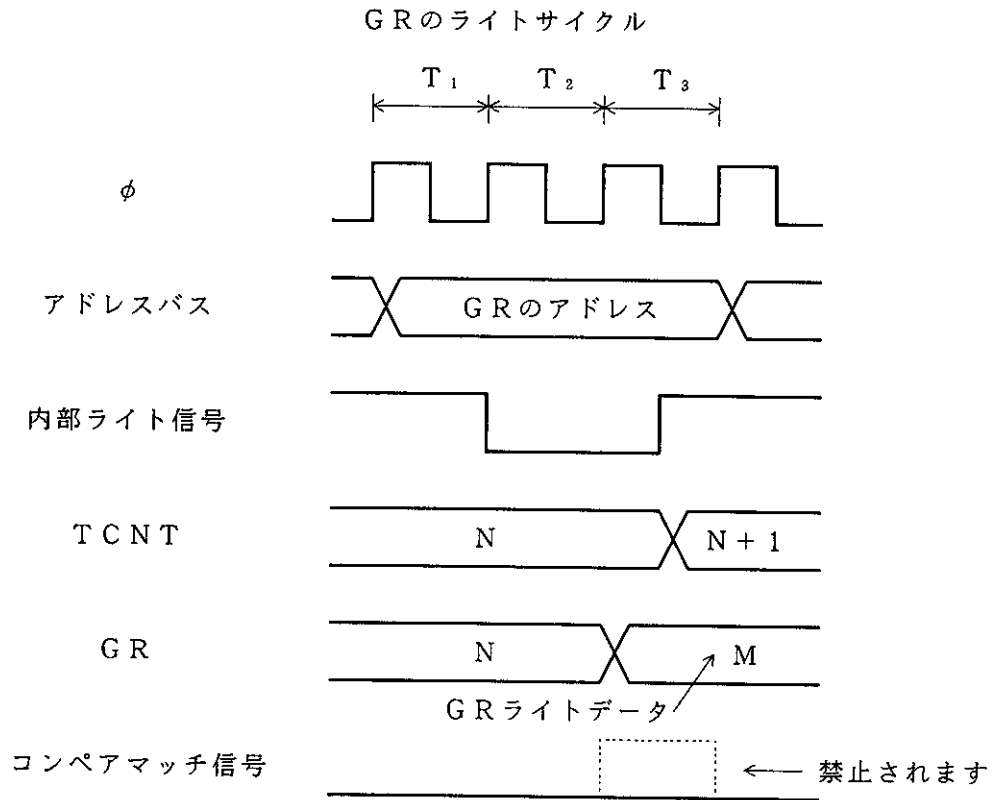 GRのライトサイクル
T₁ T₂ T₃
φ
アドレスバス GRのアドレス
内部ライト信号
TCNT N N+1
GR N M
GRライトデータ
コンペアマッチ信号 禁止されます